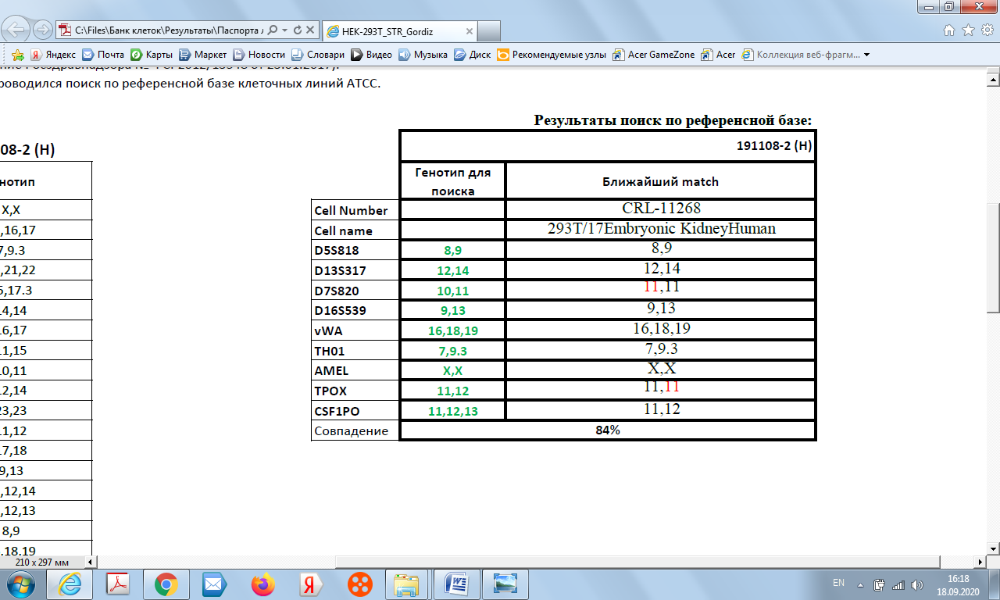 C:\Files\Банк клеток\Результаты\Паспорта
HEK-293T_STR_Gordiz
Яндекс Почта Карты Маркет Новости Словари Видео Музыка Диск Рекомендуемые узлы Acer GameZone Acer Коллекция веб-фрагм...
роводился поиск по референсной базе клеточных линий ATCC.
Результаты поиск по референсной базе:
08-2 (H)
191108-2 (H)
нотип
Генотип для
поиска
Ближайший match
Cell Number CRL-11268
Cell name 293T/17Embryonic KidneyHuman
D5S818 8,9 8,9
D13S317 12,14 12,14
D7S820 10,11 11,11
D16S539 9,13 9,13
vWA 16,18,19 16,18,19
TH01 7,9.3 7,9.3
AMEL X,X X,X
TPOX 11,12 11,11
CSF1PO 11,12,13 11,12
Совпадение 84%
X,X
,16,17
7,9.3
,21,22
,17.3
14,14
16,17
11,15
10,11
12,14
23,23
11,12
17,18
9,13
,12,14
,12,13
8,9
,18,19
210 x 297 мм
EN
16:18
18.09.2020